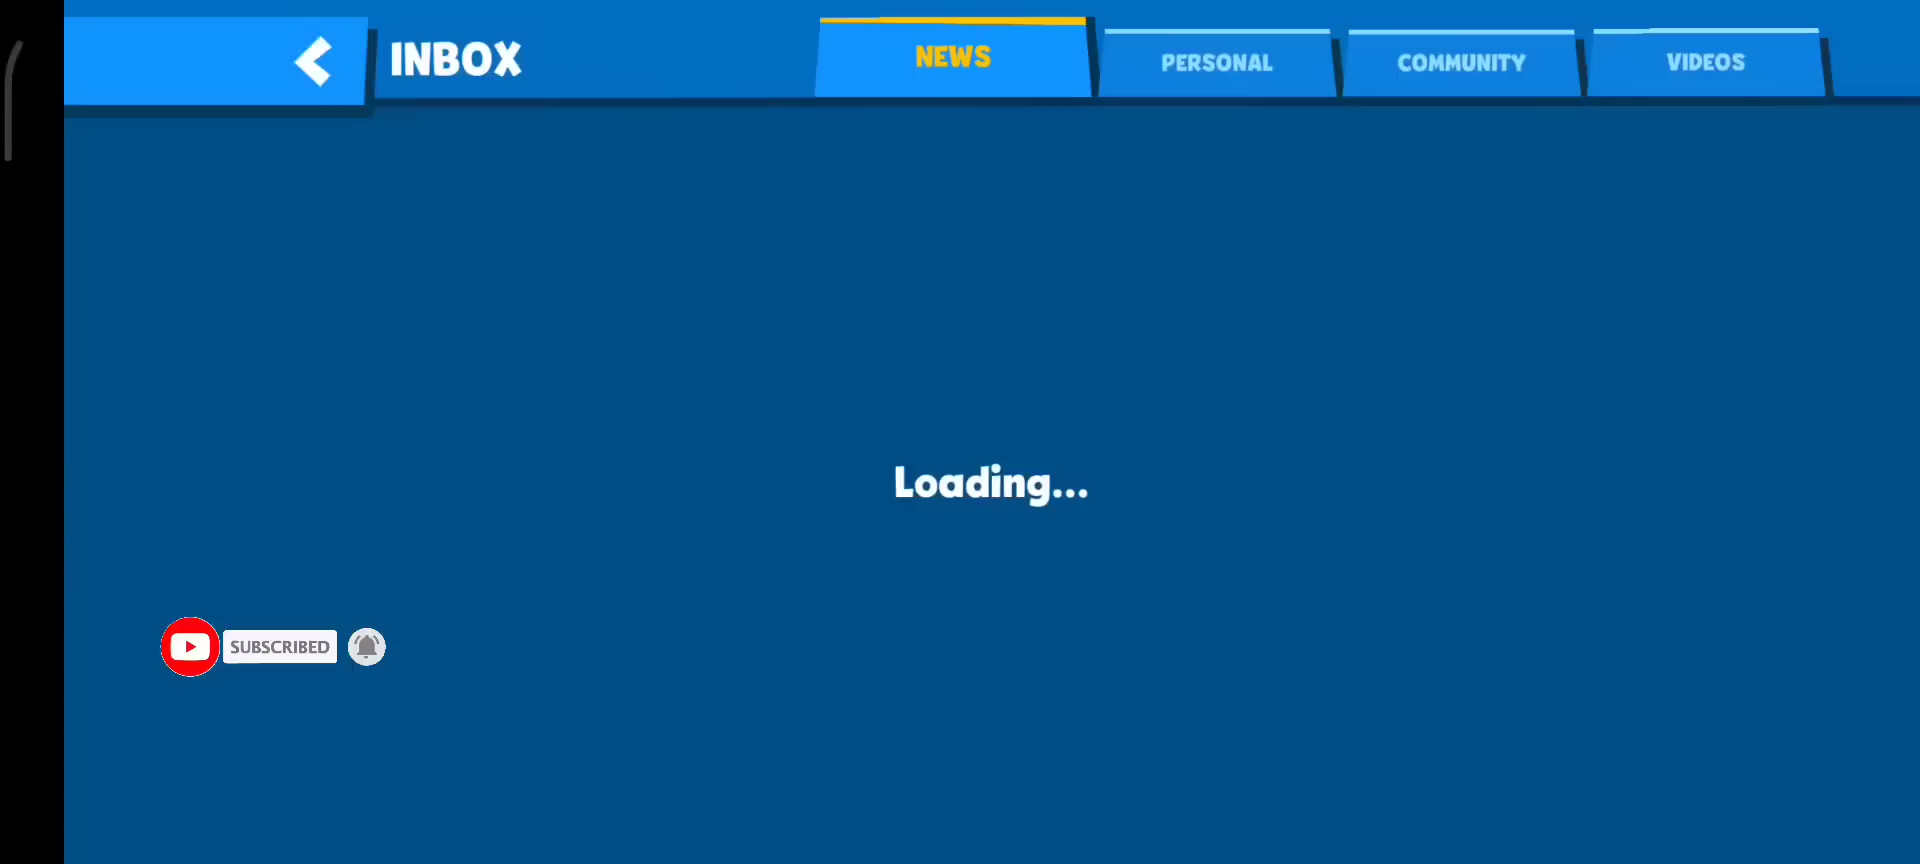 INBOX
NEWS
PERSONAL
COMMUNITY
VIDEOS
Loading...
SUBSCRIBED